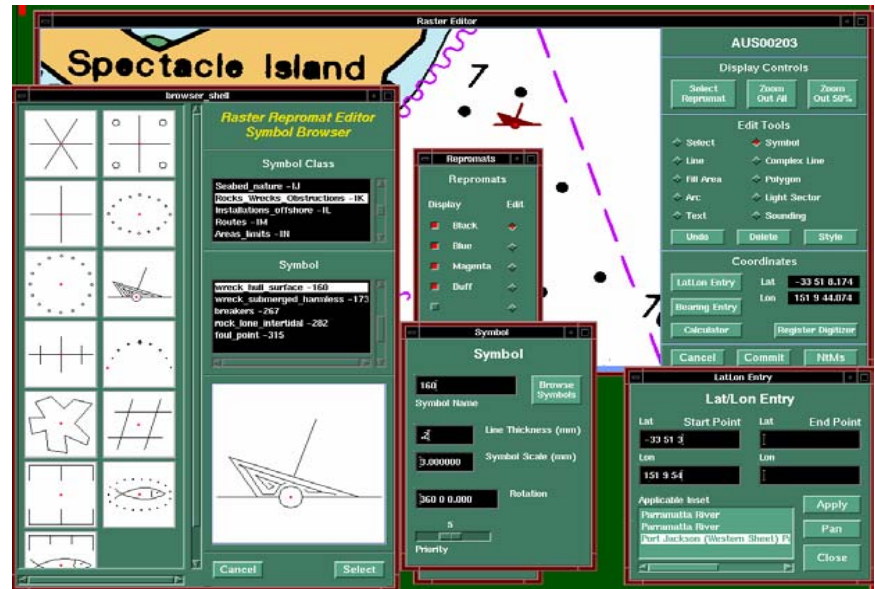 Raster Editor
Spectacle Island
7
7
AUS00203
Display Controls
Select Repromat
Zoom Out All
Zoom Out 50%
Edit Tools
Select
Symbol
Line
Complex Line
Fill Area
Polygon
Arc
Light Sector
Text
Sounding
Undo
Delete
Style
Coordinates
LatLon Entry
Lat
-33 51 8.174
Lon
151 9 44.074
Bearing Entry
Calculator
Register Digitizer
Cancel
Commit
NtMs
browser_shell
Raster Repromat Editor
Symbol Browser
Symbol Class
Seabed_nature -IJ
Rocks_Wrecks_Obstructions -IK
Installations_offshore -IL
Routes -IM
Areas_limits -IN
Symbol
wreck_hull_surface -160
wreck_submerged_harmless -173
breakers -267
rock_lone_intertidal -282
foul_point -315
Cancel
Select
Repromats
Repromats
Display
Edit
Black
Blue
Magenta
Buff
Symbol
Symbol
160
Browse Symbols
Symbol Name
Line Thickness (mm)
3.000000
Symbol Scale (mm)
360 0 0.000
Rotation
5
Priority
LatLon Entry
Lat/Lon Entry
Lat
Start Point
Lat
End Point
-33 51 3
Lon
Lon
151 9 54
Applicable Inset
Parramatta River
Parramatta River
Port Jackson (Western Sheet)
Apply
Pan
Close